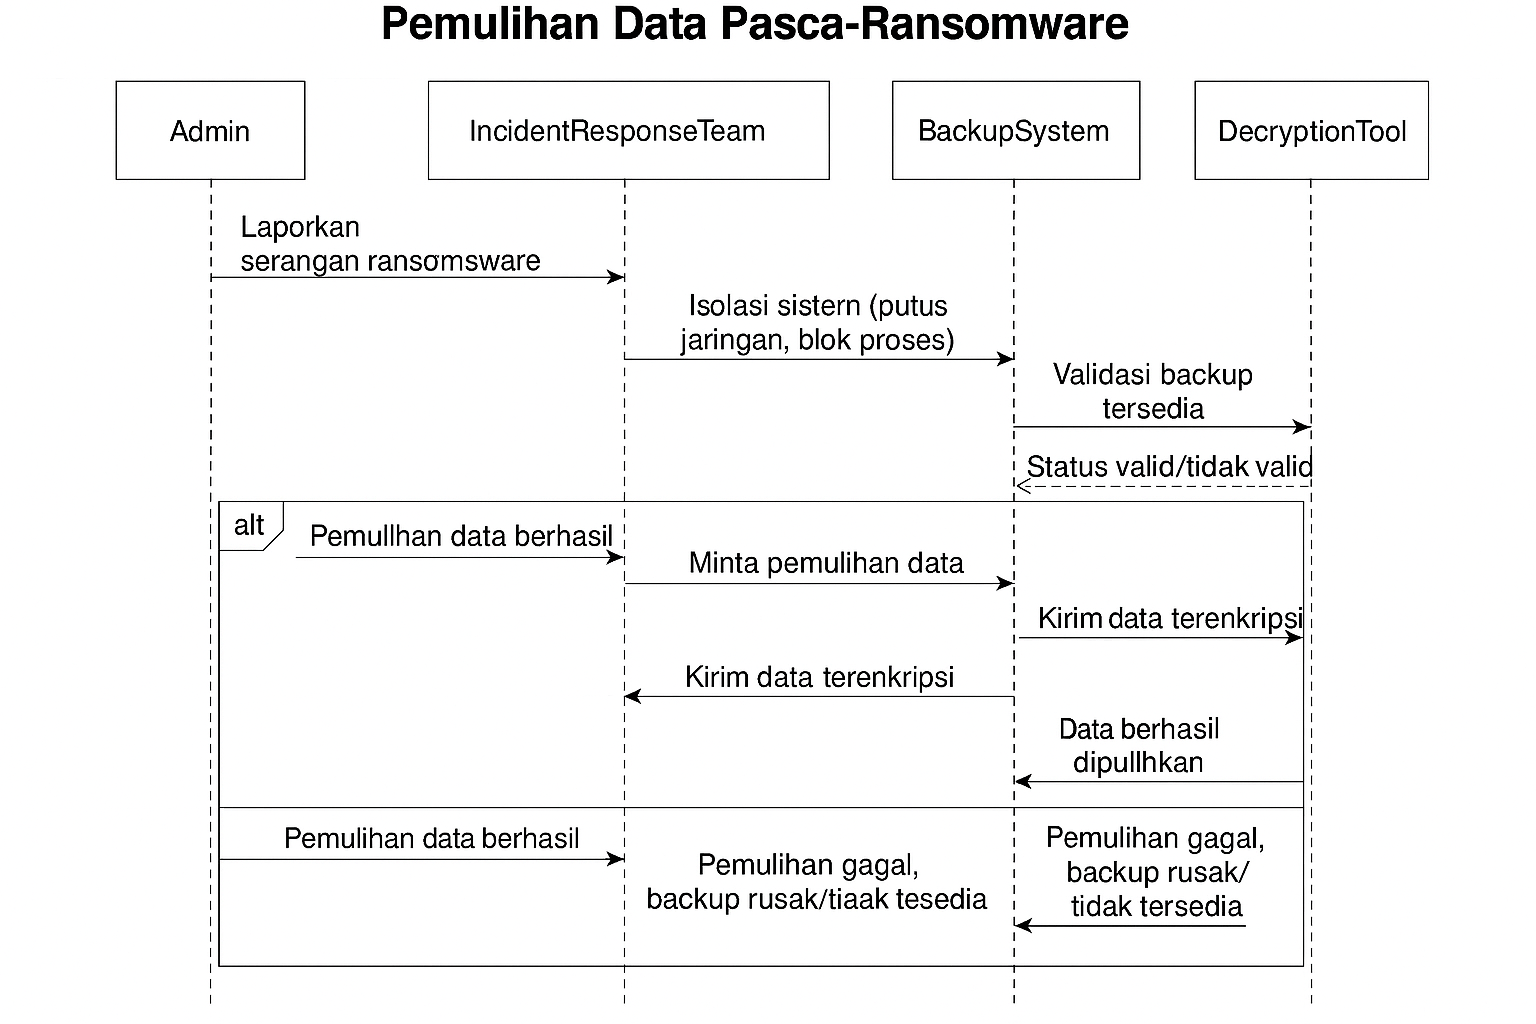 Pemulihan Data Pasca-Ransomware
Admin
IncidentResponseTeam
BackupSystem
DecryptionTool
Laporkan
serangan ransomsware
Isolasi sistern (putus
jaringan, blok proses)
Validasi backup
tersedia
Status valid/tidak valid
alt
Pemullhan data berhasil
Minta pemulihan data
Kirim data terenkripsi
Kirim data terenkripsi
Data berhasil
dipullhkan
Pemulihan data berhasil
Pemulihan gagal,
backup rusak/tiaak tesedia
Pemulihan gagal,
backup rusak/
tidak tersedia